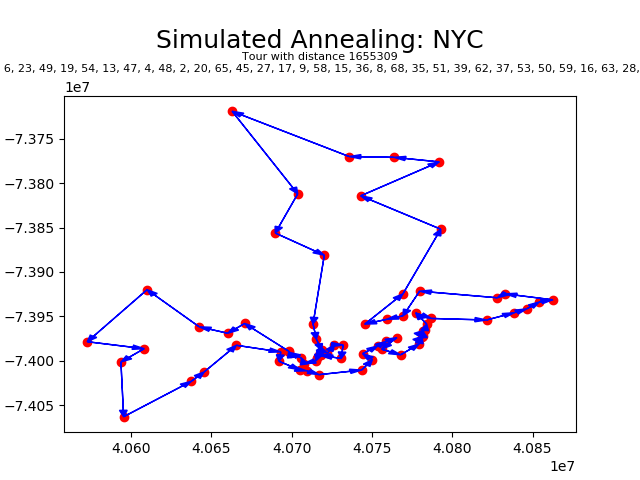 Simulated Annealing: NYC
Tour with distance 1655309
6, 23, 49, 19, 54, 13, 47, 4, 48, 2, 20, 65, 45, 27, 17, 9, 58, 15, 36, 8, 68, 35, 51, 39, 62, 37, 53, 50, 59, 16, 63, 28,
1e7
−7.375
−7.380
−7.385
−7.390
−7.395
−7.400
−7.405
4.060 4.065 4.070 4.075 4.080 4.085
1e7